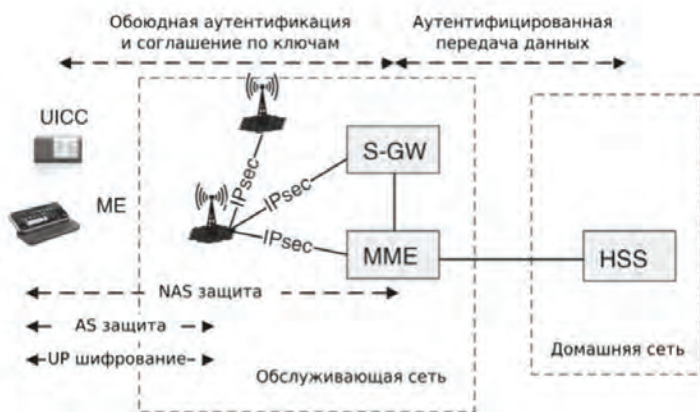 Обоюдная аутентификация
и соглашение по ключам
Аутентифицированная
передача данных
UICC
ME
IPsec
IPsec
IPsec
S-GW
MME
HSS
NAS защита
AS защита
UP шифрование
Обслуживающая сеть
Домашняя сеть